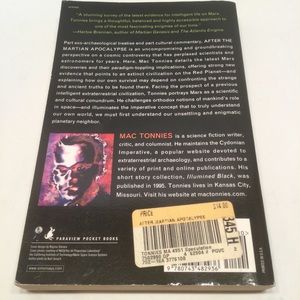 "A stunning survey of the latest evidence for intelligent life on Mars. Mac
Tonnies brings a thoughtful, balanced and highly accessible approach to one
of the most fascinating enigmas of our time."
—Herbie Brennan, author of Martian Genesis and The Atlantis Enigma
Part exo-archaeological treatise and part cultural commentary, AFTER THE
MARTIAN APOCALYPSE is an uncompromising and groundbreaking
perspective on a cosmic controversy that has perplexed scientists and
astronomers for years. Here, Mac Tonnies details the latest Mars
discoveries and their paradigm-toppling implications, offering strong new
evidence that points to an extinct civilization on the Red Planet—and
explaining how our own survival may depend on confronting the strange
and ancient truths to be found there. Facing the prospect of a previous
intelligent extraterrestrial civilization, Tonnies portrays Mars as a scientific
and cultural conundrum. He challenges orthodox notions of mankind's role
in space—and illuminates the imperative concept that to truly understand
our own world, we must first understand our unsettling and enigmatic
planetary neighbor.
MAC TONNIES is a science fiction writer,
critic, and columnist. He maintains the Cydonian
Imperative, a popular website devoted to
extraterrestrial archaeology, and contributes to a
variety of print and online publications. His
short story collection, Illumined Black, was
published in 1995. Tonnies lives in Kansas City,
Missouri. Visit his website at mactonnies.com.
PARAVIEW POCKET BOOKS
www.simonsays.com
PRICE
$14.00
AFTER MARTIAN APOCALYPSE
TONNIES MA 4951 Speculation
345 H
9780743482936